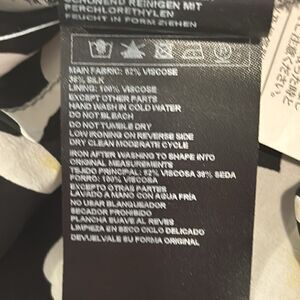 SCHONEND REINIGEN MIT
PERCHLORETHYLEN
FEUCHT IN FORM ZIEHEN
MAIN FABRIC: 62% VISCOSE
38% SILK
LINING: 100% VISCOSE
EXCEPT OTHER PARTS
HAND WASH IN COLD WATER
DO NOT BLEACH
DO NOT TUMBLE DRY
LOW IRONING ON REVERSE SIDE
DRY CLEAN MODERATE CYCLE
IRON AFTER WASHING TO SHAPE INTO
ORIGINAL MEASUREMENTS
TEJIDO PRINCIPAL: 62% VISCOSA 38% SEDA
FORRO: 100% VISCOSA
EXCEPTO OTRAS PARTES
LAVADO A MANO CON AGUA FRÍA
NO USAR BLANQUEADOR
SECADOR PROHIBIDO
PLANCHA SUAVE AL REVES
LIMPIEZA EN SECO CICLO DELICADO
DEVUELVALE SU FORMA ORIGINAL